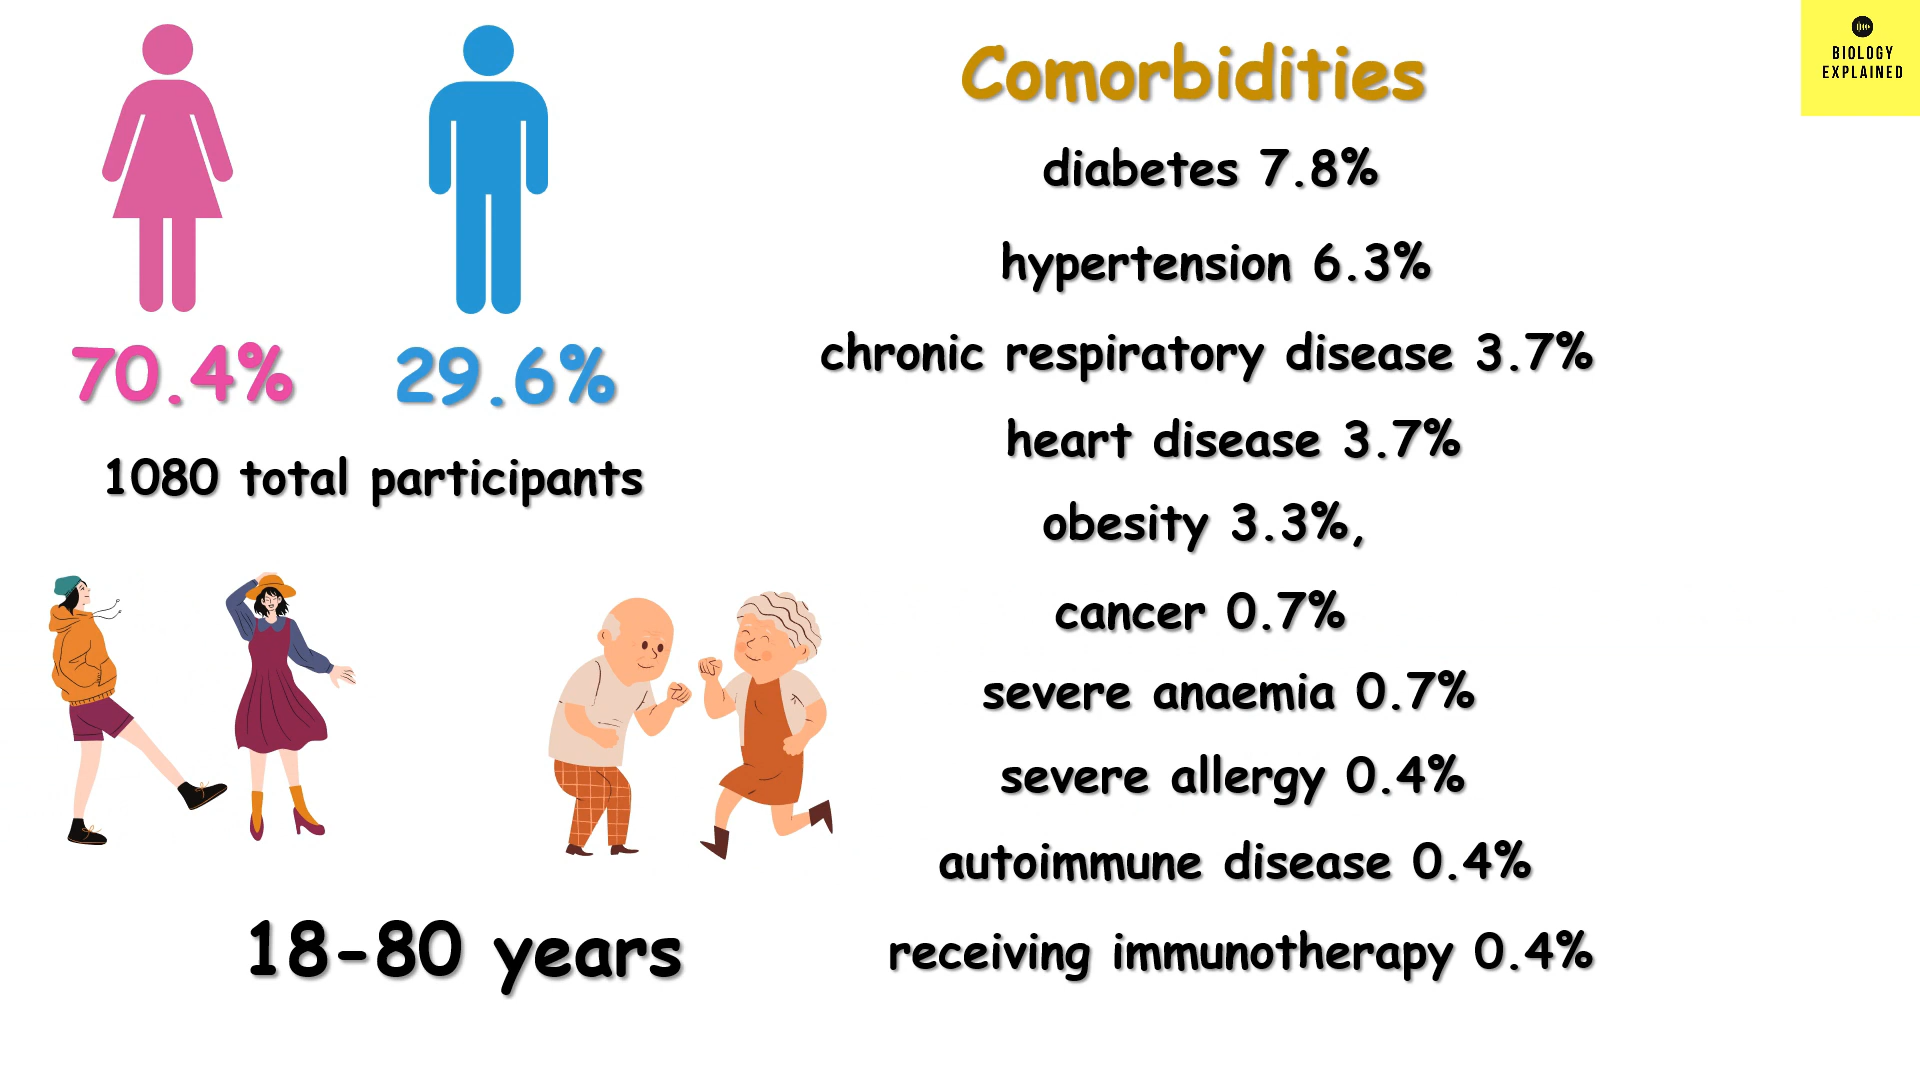 70.4%
29.6%
1080 total participants
18-80 years
Comorbidities
diabetes 7.8%
hypertension 6.3%
chronic respiratory disease 3.7%
heart disease 3.7%
obesity 3.3%,
cancer 0.7%
severe anaemia 0.7%
severe allergy 0.4%
autoimmune disease 0.4%
receiving immunotherapy 0.4%
BIOLOGY
EXPLAINED